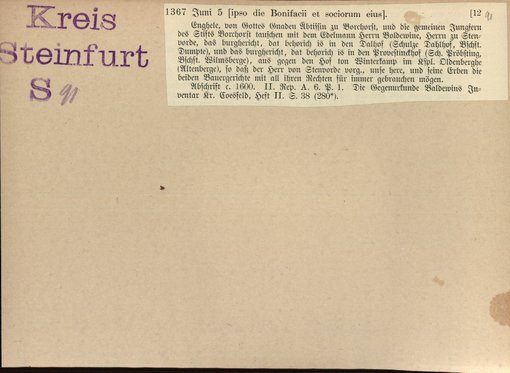 Kreis
Steinfurt
S 91
1367 Juni 5 [ipso die Bonifacii et sociorum eius]. [12
Enghele, von Gottes Gnaden Abtissin zu Borchorst, und die gemeinen Jungfern
des Stifts Borchorst tauschen mit dem Edelmann Herrn Boldewine, Herrn zu Sten-
vorde, das burghericht, dat behorich is in den Dalhof (Schulze Dahlhof, Bschft.
Dumpte), und das burghericht, dat behorich is in den Provestinckhof (Sch. Pröbsting,
Bschft. Wilmsberge), aus gegen den Hof ton Winterkamp im Kspl. Oldenberghe
(Altenberge), so daß der Herr von Stenvorde vorg., unse here, und seine Erben die
beiden Bauergerichte mit all ihren Rechten für immer gebrauchen mögen.
Abschrift c. 1600. II. Rep. A. 6. P. 1. Die Gegenurkunde Baldewins In-
ventar Kr. Coesfeld, Heft II. S. 38 (280*).